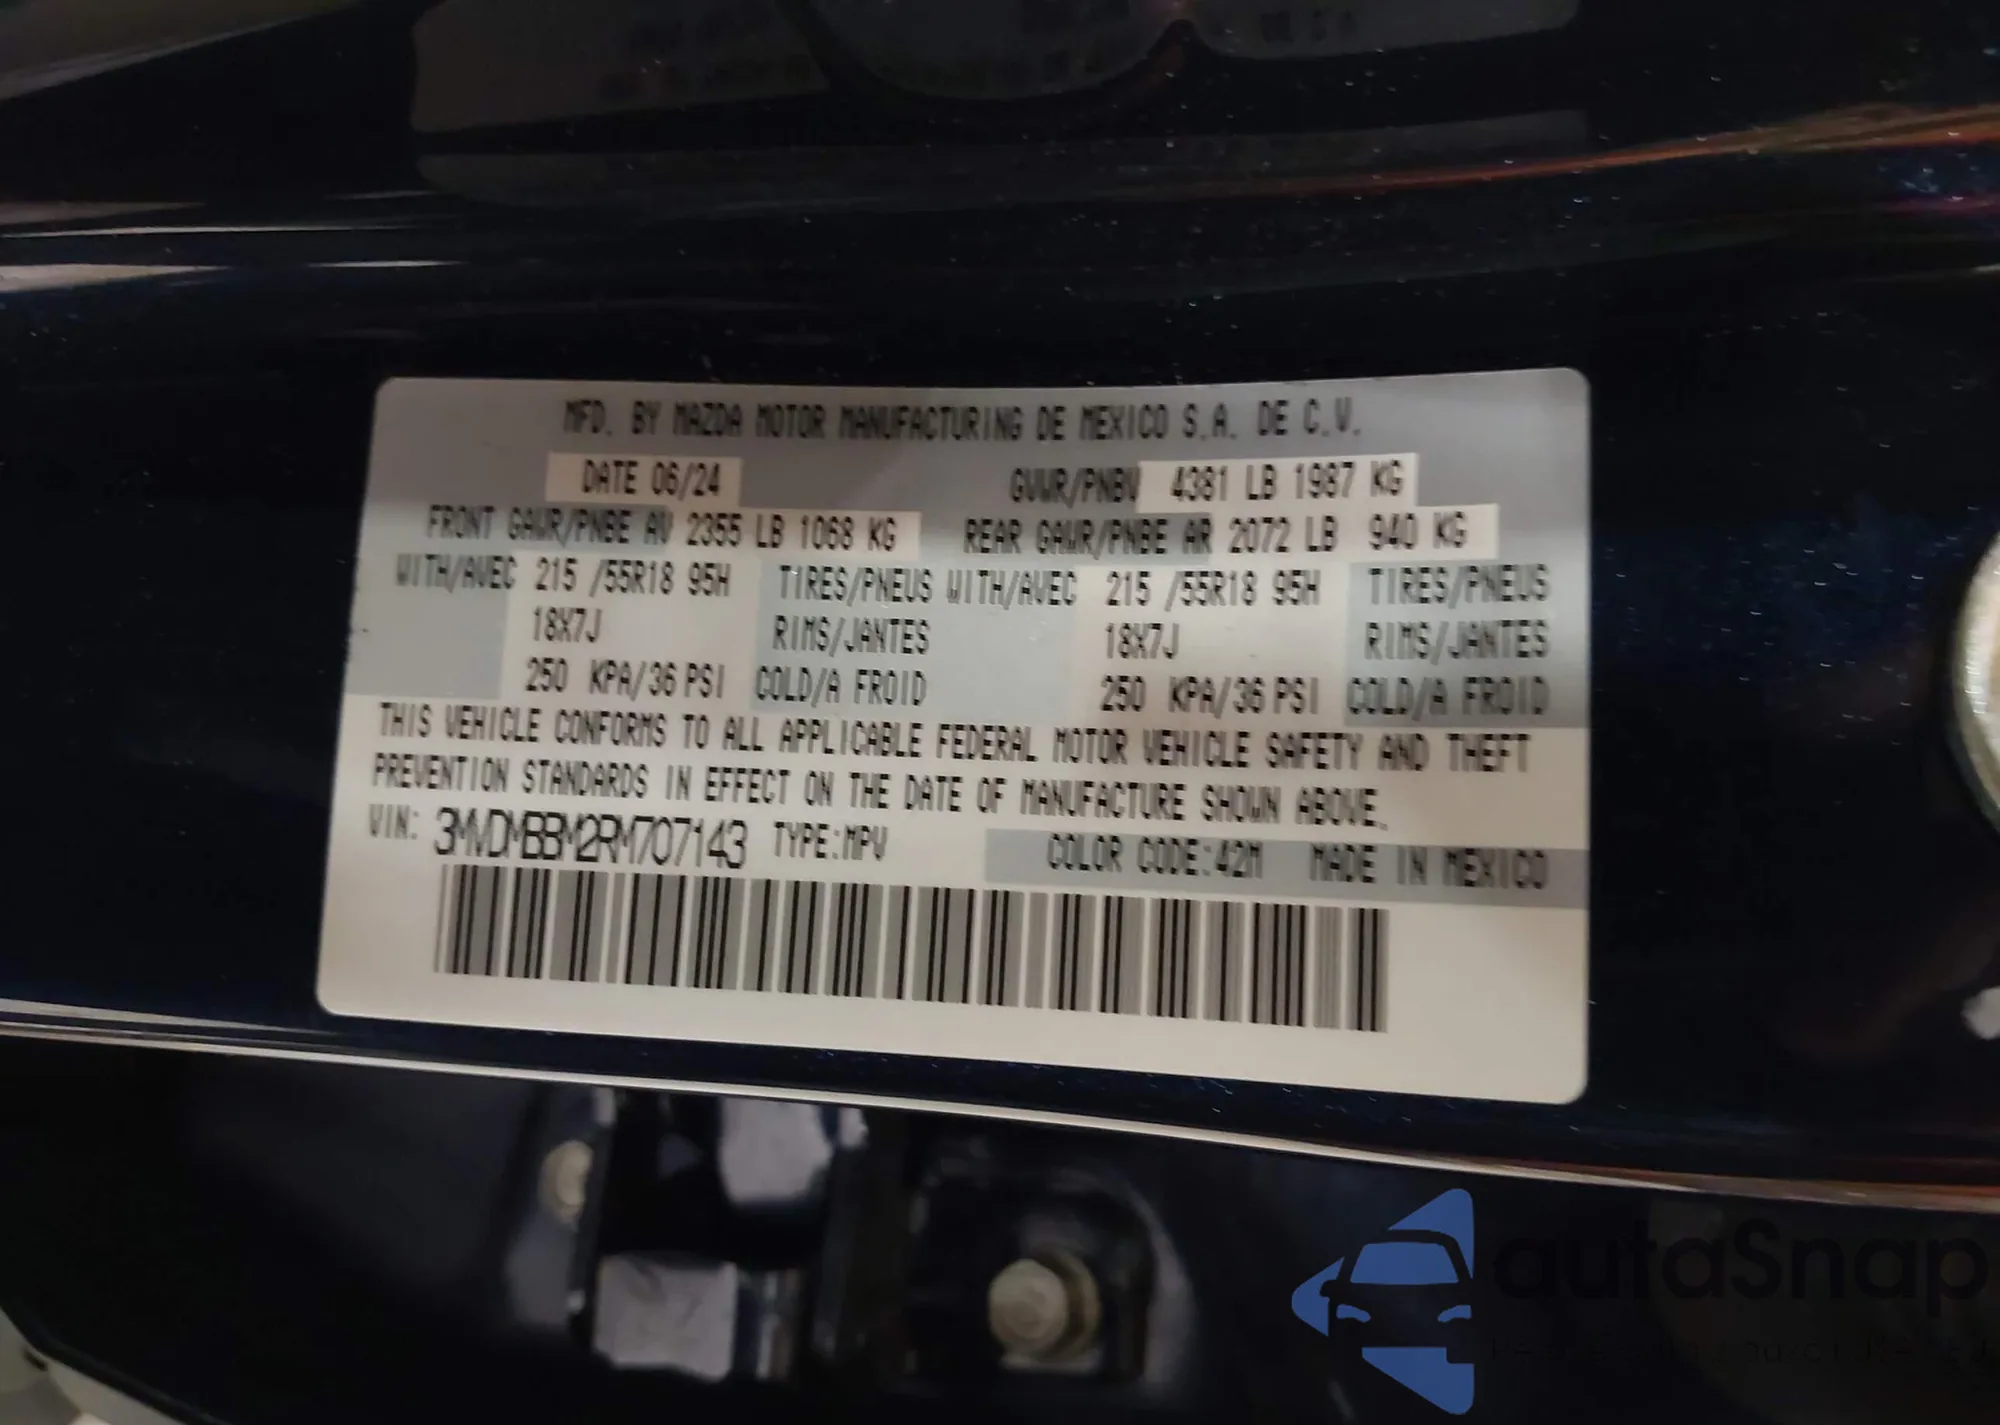 MFD. BY MAZDA MOTOR MANUFACTURING DE MEXICO S.A. DE C.V.
DATE 06/24 GVWR/PNBV 4381 LB 1987 KG
FRONT GAWR/PNBE AV 2355 LB 1068 KG REAR GAWR/PNBE AR 2072 LB 940 KG
WITH/AVEC 215 /55R18 95H TIRES/PNEUS WITH/AVEC 215 /55R18 95H TIRES/PNEUS
18X7J RIMS/JANTES 18X7J RIMS/JANTES
250 KPA/36 PSI COLD/A FROID 250 KPA/36 PSI COLD/A FROID
THIS VEHICLE CONFORMS TO ALL APPLICABLE FEDERAL MOTOR VEHICLE SAFETY AND THEFT
PREVENTION STANDARDS IN EFFECT ON THE DATE OF MANUFACTURE SHOWN ABOVE.
VIN: 3MVDMBBM2RM707143 TYPE:MPV COLOR CODE:42M MADE IN MEXICO
autoSnap